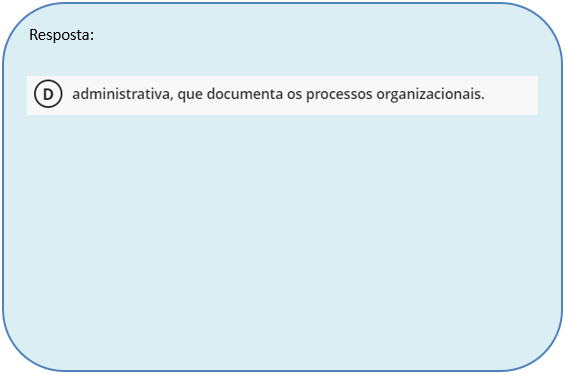 Resposta:
D administrativa, que documenta os processos organizacionais.